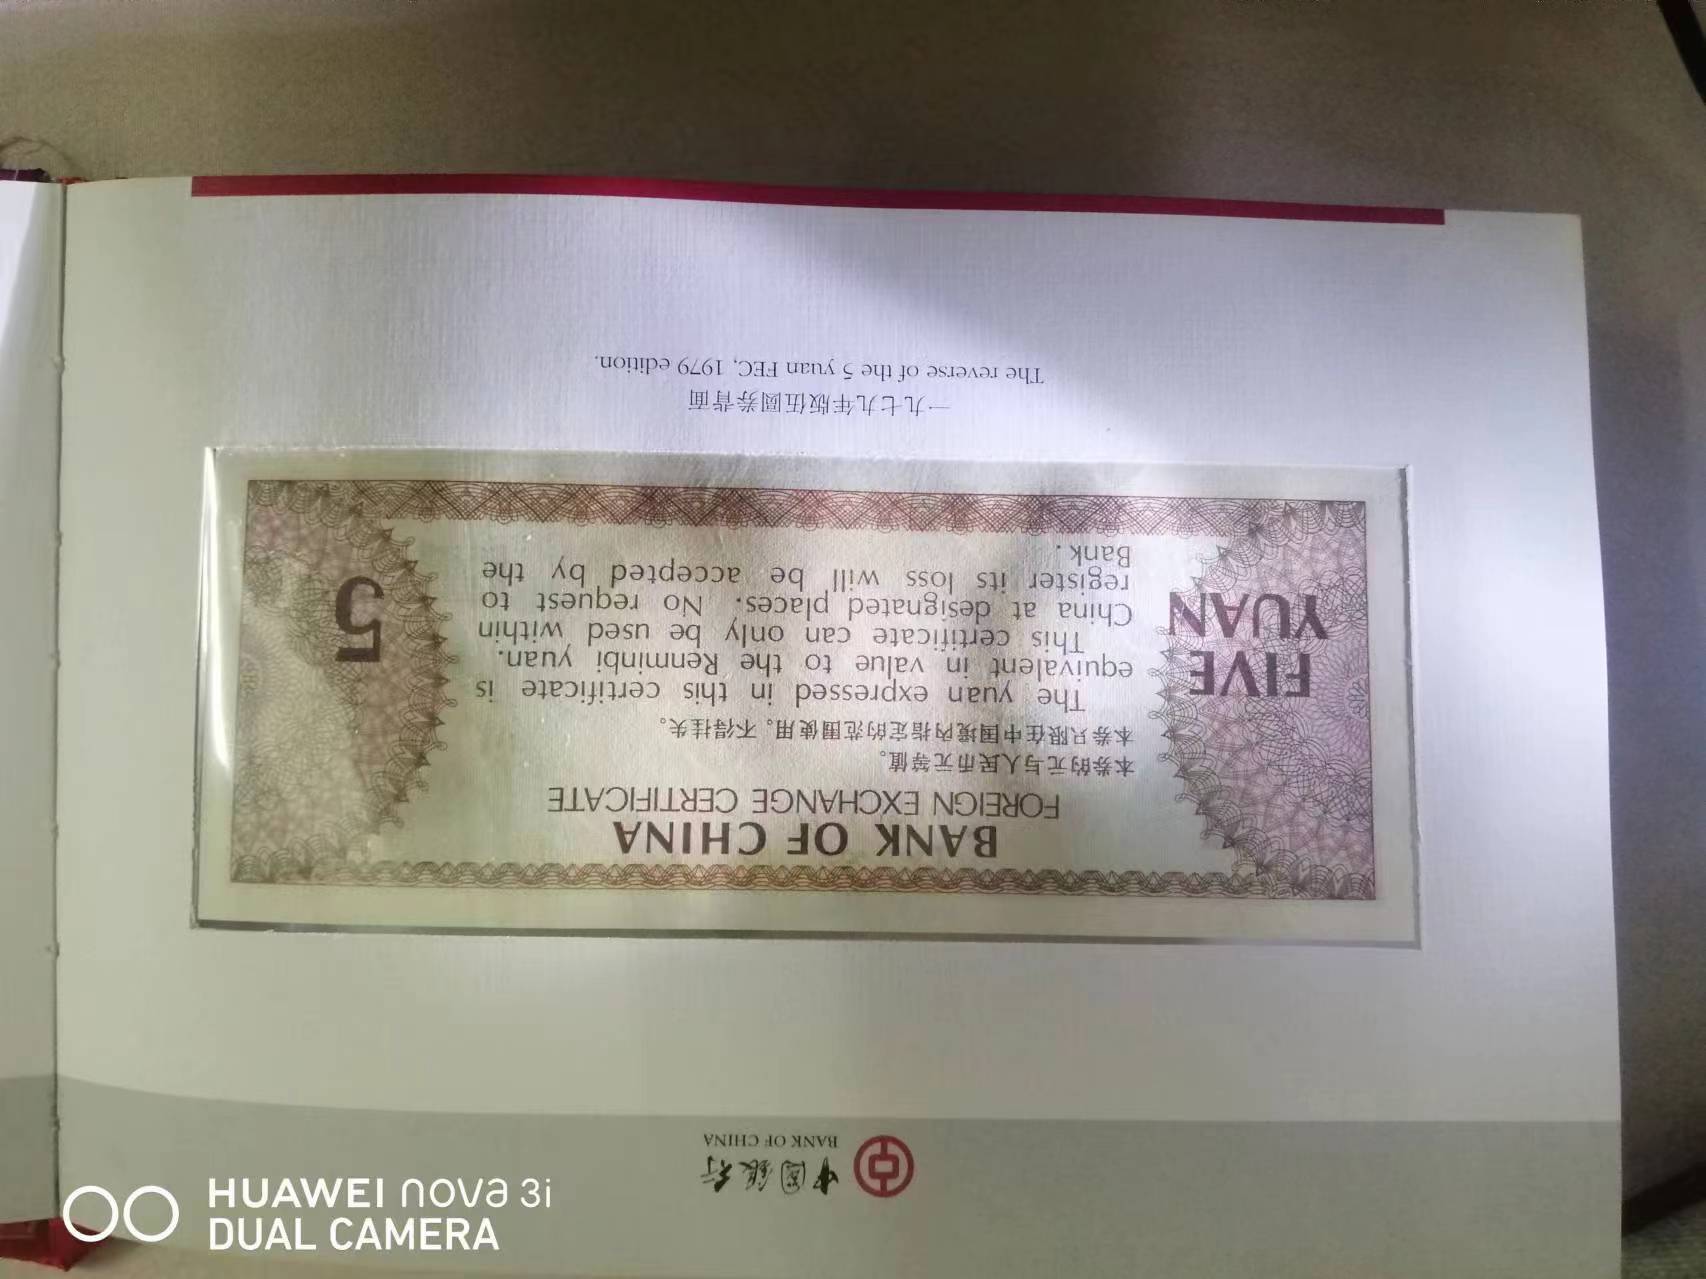 中国银行
BANK OF CHINA
BANK OF CHINA
FOREIGN EXCHANGE CERTIFICATE
本券的元与人民币元等值。
本券只限在中国境内指定的范围使用。不得挂失。
The yuan expressed in this certificate is
equivalent in value to the Renminbi yuan.
This certificate can only be used within
China at designated places. No request to
register its loss will be accepted by the
Bank.
FIVE
YUAN
5
一九七九年版伍圆券背面
The reverse of the 5 yuan FEC, 1979 edition.
HUAWEI nova 3i
DUAL CAMERA